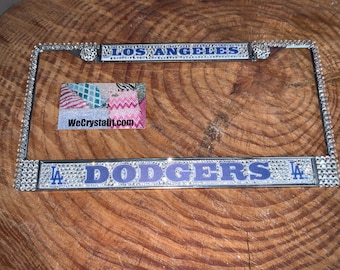 LOS ANGELES
WeCrystalIt.com
LA DODGERS LA